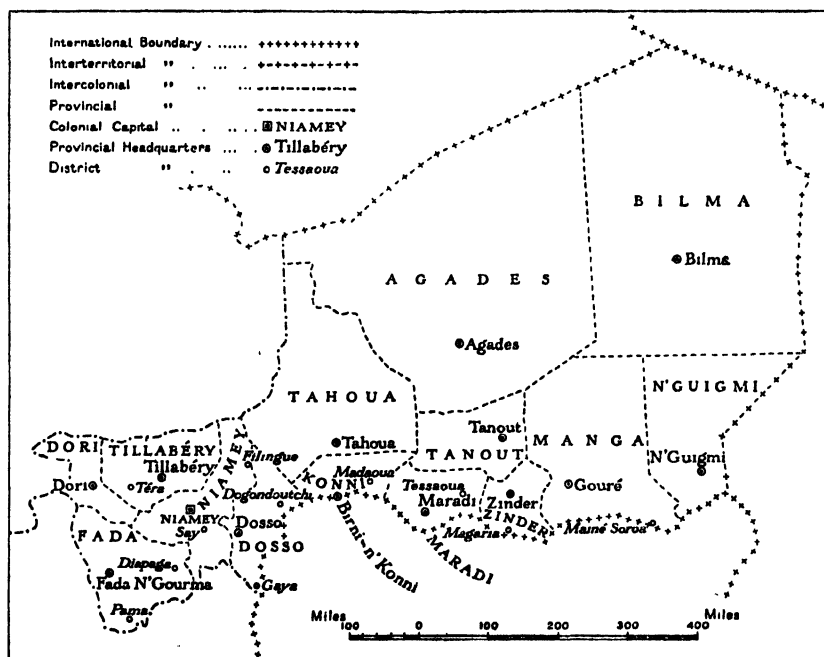 International Boundary
Interterritorial "
Intercolonial "
Provincial "
Colonial Capital NIAMEY
Provincial Headquarters Tillabéry
District " Tessaoua
BILMA
Bilma
AGADES
Agades
TAHOUA
Tahoua
N'GUIGMI
N'Guigmi
MANGA
Gouré
Tanout
TANOUT
DORI
Dori
TILLABÉRY
Tillabéry
Téra
NIAMEY
Filingue
KONNI
Madaoua
Tessaoua
Maradi
Zinder
ZINDER
Dogondoutchi
Birni-n'Konni
MARADI
Magaria
Maïné Soroa
NIAMEY
Say
Dosso
DOSSO
FADA
Diapaga
Fada N'Gourma
Gaya
Pama
Miles Miles
100 0 100 200 300 400